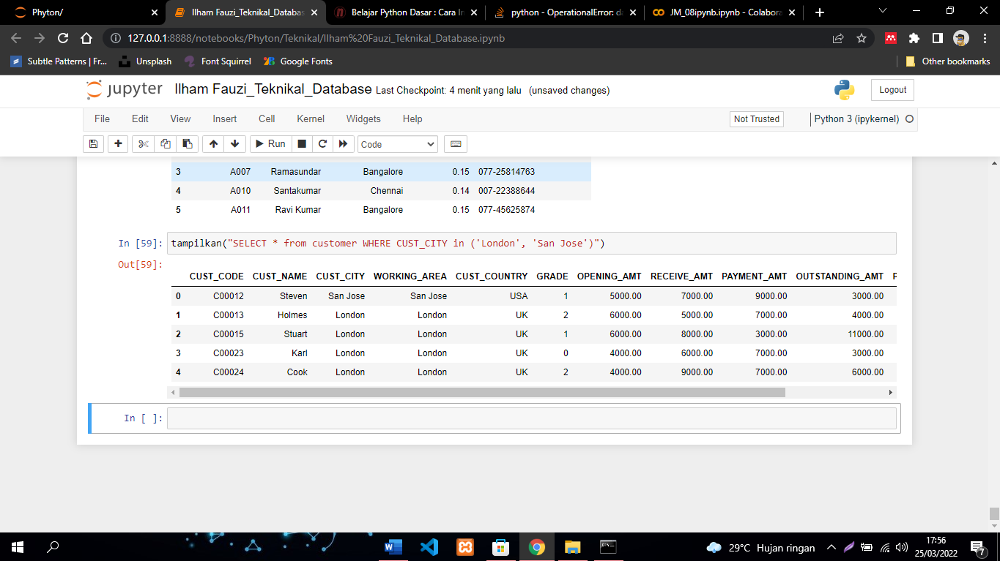 Phyton/
Ilham Fauzi_Teknikal_Databas
Belajar Python Dasar : Cara In
python - OperationalError: da
JM_08ipynb.ipynb - Colabora
127.0.0.1:8888/notebooks/Phyton/Teknikal/Ilham%20Fauzi_Teknikal_Database.ipynb
Subtle Patterns | Fr...
Unsplash
Font Squirrel
Google Fonts
Other bookmarks
jupyter Ilham Fauzi_Teknikal_Database Last Checkpoint: 4 menit yang lalu (unsaved changes)
Logout
File Edit View Insert Cell Kernel Widgets Help
Not Trusted
Python 3 (ipykernel)
Run
Code
3 A007 Ramasundar Bangalore 0.15 077-25814763
4 A010 Santakumar Chennai 0.14 007-22388644
5 A011 Ravi Kumar Bangalore 0.15 077-45625874
In [59]: tampilkan("SELECT * from customer WHERE CUST_CITY in ('London', 'San Jose')")
Out[59]:
CUST_CODE CUST_NAME CUST_CITY WORKING_AREA CUST_COUNTRY GRADE OPENING_AMT RECEIVE_AMT PAYMENT_AMT OUTSTANDING_AMT
0 C00012 Steven San Jose San Jose USA 1 5000.00 7000.00 9000.00 3000.00
1 C00013 Holmes London London UK 2 6000.00 5000.00 7000.00 4000.00
2 C00015 Stuart London London UK 1 6000.00 8000.00 3000.00 11000.00
3 C00023 Karl London London UK 0 4000.00 6000.00 7000.00 3000.00
4 C00024 Cook London London UK 2 4000.00 9000.00 7000.00 6000.00
In [ ]:
29°C Hujan ringan
17:56
25/03/2022
7